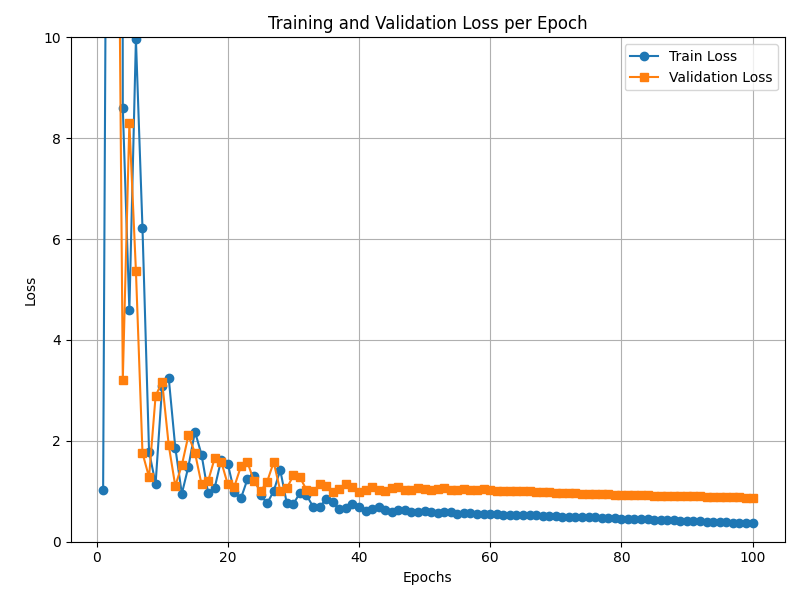 Training and Validation Loss per Epoch
Train Loss
Validation Loss
Loss
10
8
6
4
2
0
0 20 40 60 80 100
Epochs